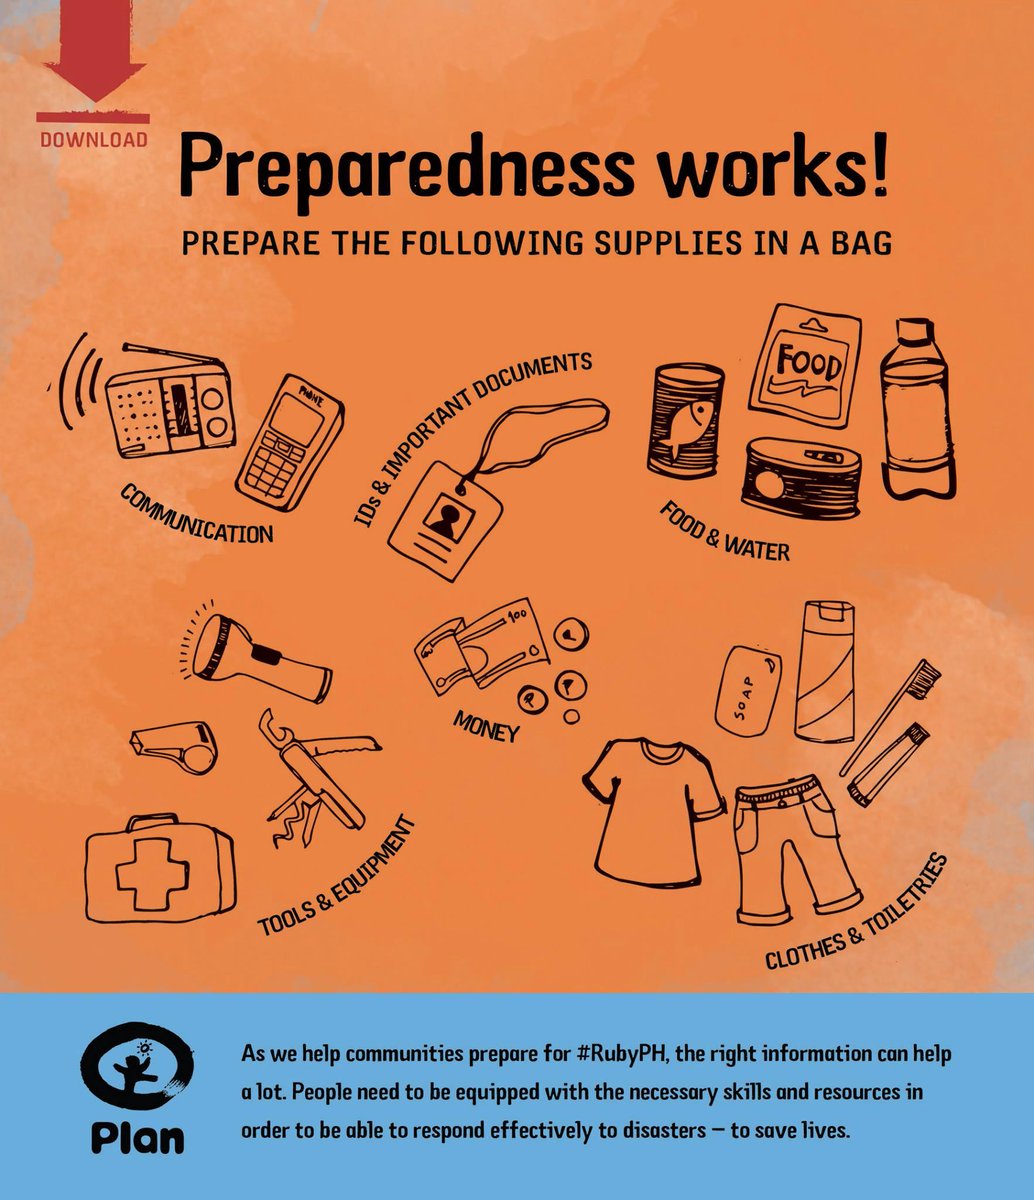 DOWNLOAD
Preparedness works!
PREPARE THE FOLLOWING SUPPLIES IN A BAG
PHONE
COMMUNICATION
IDs & IMPORTANT DOCUMENTS
FOOD
FOOD & WATER
TOOLS & EQUIPMENT
100
P
P
P
MONEY
SOAP
CLOTHES & TOILETRIES
Plan
As we help communities prepare for #RubyPH, the right information can help
a lot. People need to be equipped with the necessary skills and resources in
order to be able to respond effectively to disasters – to save lives.